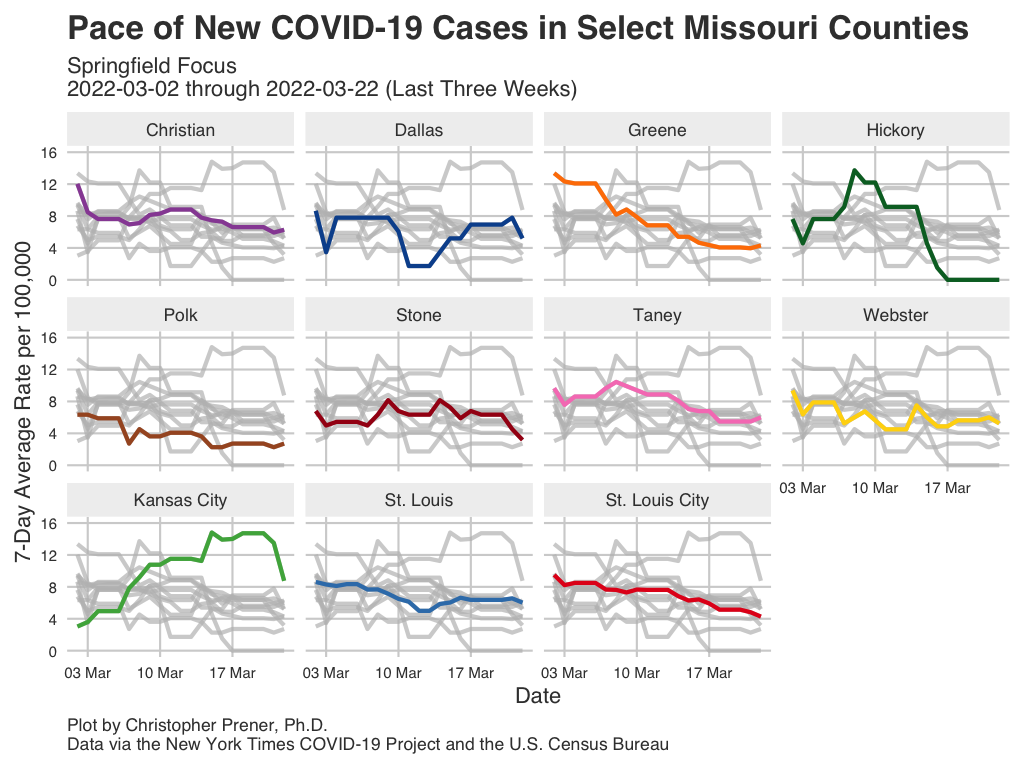 Pace of New COVID-19 Cases in Select Missouri Counties
Springfield Focus
2022-03-02 through 2022-03-22 (Last Three Weeks)
7-Day Average Rate per 100,000
Christian
Dallas
Greene
Hickory
16
12
8
4
0
Polk
Stone
Taney
Webster
16
12
8
4
0
03 Mar
10 Mar
17 Mar
Kansas City
St. Louis
St. Louis City
16
12
8
4
0
03 Mar
10 Mar
17 Mar
03 Mar
10 Mar
17 Mar
03 Mar
10 Mar
17 Mar
Date
Plot by Christopher Prener, Ph.D.
Data via the New York Times COVID-19 Project and the U.S. Census Bureau